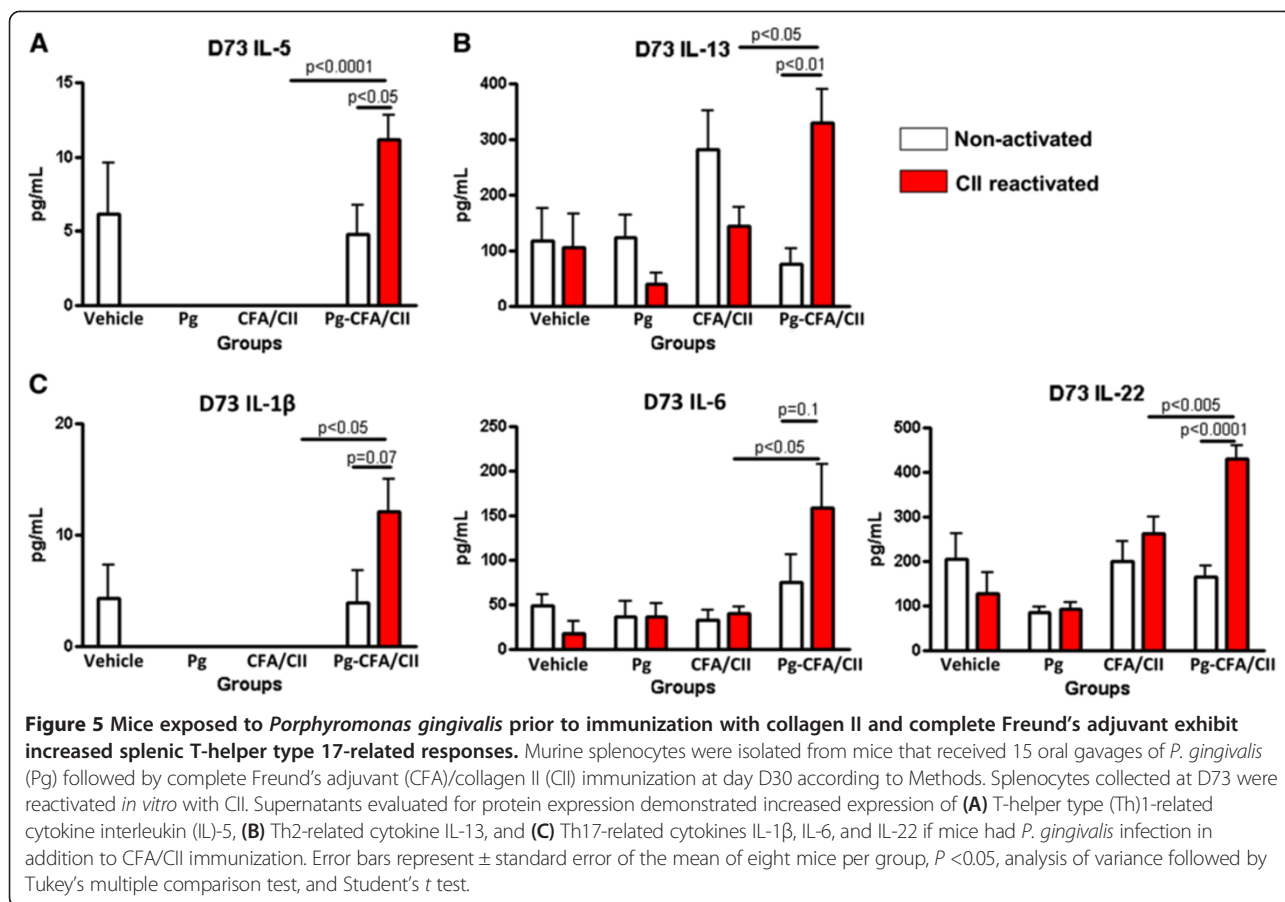 A
D73 IL-5
p<0.0001
p<0.05
15
10
5
0
pg/mL
Vehicle Pg CFA/CII Pg-CFA/CII
Groups
B
D73 IL-13
p<0.05
p<0.01
400
300
200
100
0
pg/mL
Vehicle Pg CFA/CII Pg-CFA/CII
Groups
Non-activated
CII reactivated
C
D73 IL-1β
p<0.05
p=0.07
20
10
0
pg/mL
Vehicle Pg CFA/CII Pg-CFA/CII
Groups
D73 IL-6
p=0.1
p<0.05
250
200
150
100
50
0
pg/mL
Vehicle Pg CFA/CII Pg-CFA/CII
Groups
D73 IL-22
p<0.005
p<0.0001
500
400
300
200
100
0
pg/mL
Vehicle Pg CFA/CII Pg-CFA/CII
Groups
Figure 5 Mice exposed to Porphyromonas gingivalis prior to immunization with collagen II and complete Freund's adjuvant exhibit
increased splenic T-helper type 17-related responses. Murine splenocytes were isolated from mice that received 15 oral gavages of P. gingivalis
(Pg) followed by complete Freund's adjuvant (CFA)/collagen II (CII) immunization at day D30 according to Methods. Splenocytes collected at D73 were
reactivated in vitro with CII. Supernatants evaluated for protein expression demonstrated increased expression of (A) T-helper type (Th)1-related
cytokine interleukin (IL)-5, (B) Th2-related cytokine IL-13, and (C) Th17-related cytokines IL-1β, IL-6, and IL-22 if mice had P. gingivalis infection in
addition to CFA/CII immunization. Error bars represent ± standard error of the mean of eight mice per group, P <0.05, analysis of variance followed by
Tukey's multiple comparison test, and Student's t test.